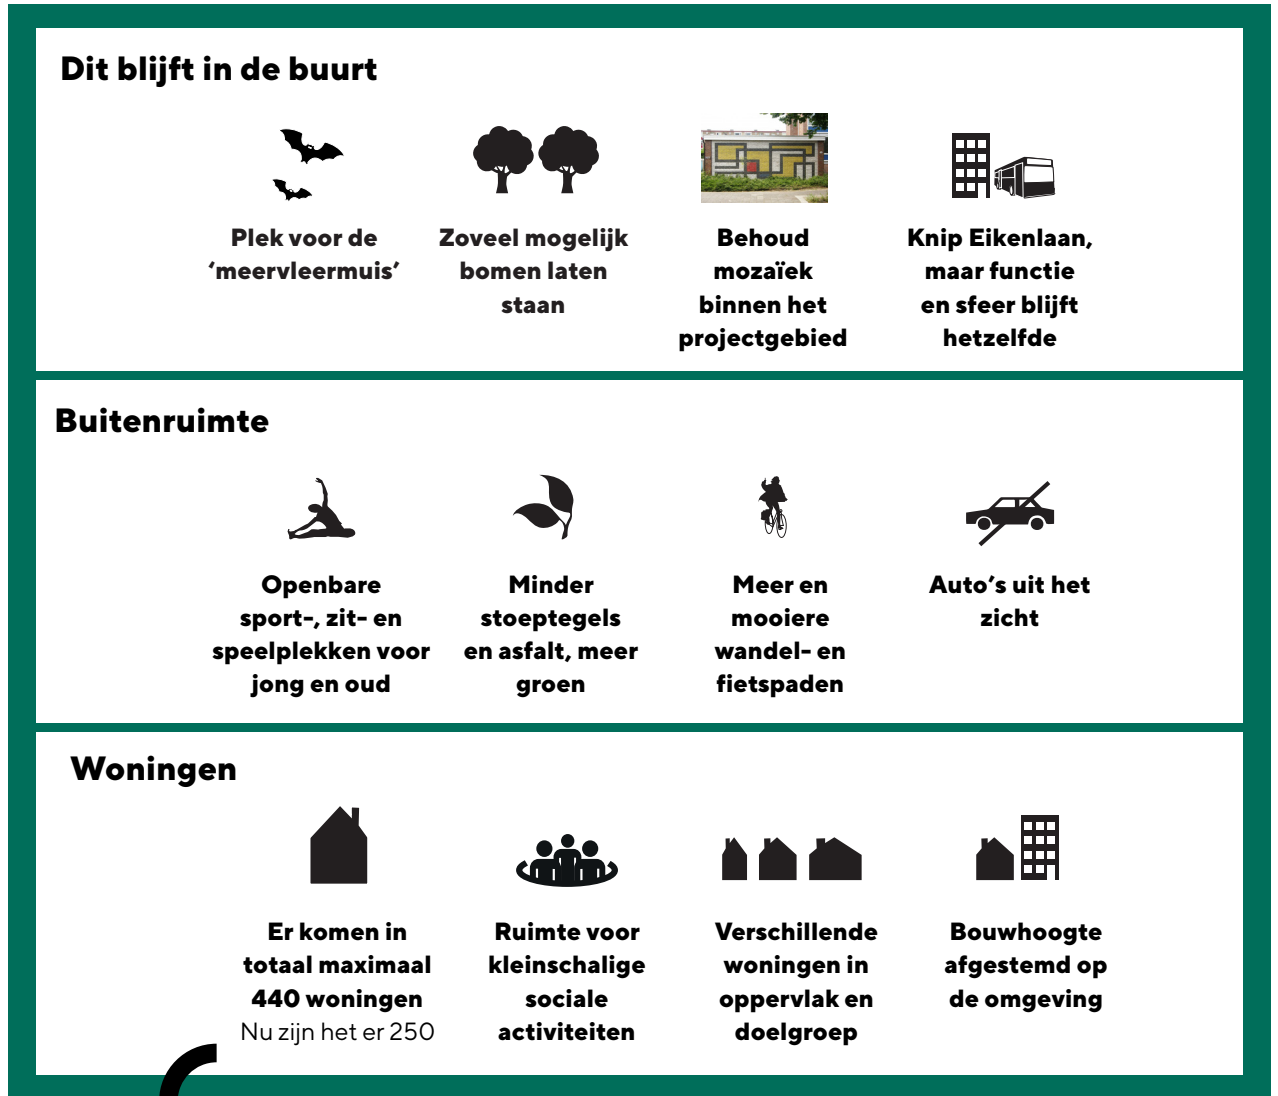 Dit blijft in de buurt
Plek voor de
‘meervleermuis’
Zoveel mogelijk
bomen laten
staan
Behoud
mozaïek
binnen het
projectgebied
Knip Eikenlaan,
maar functie
en sfeer blijft
hetzelfde
Buitenruimte
Openbare
sport-, zit- en
speelplekken voor
jong en oud
Minder
stoeptegels
en asfalt, meer
groen
Meer en
mooiere
wandel- en
fietspaden
Auto’s uit het
zicht
Woningen
Er komen in
totaal maximaal
440 woningen
Nu zijn het er 250
Ruimte voor
kleinschalige
sociale
activiteiten
Verschillende
woningen in
oppervlak en
doelgroep
Bouwhoogte
afgestemd op
de omgeving